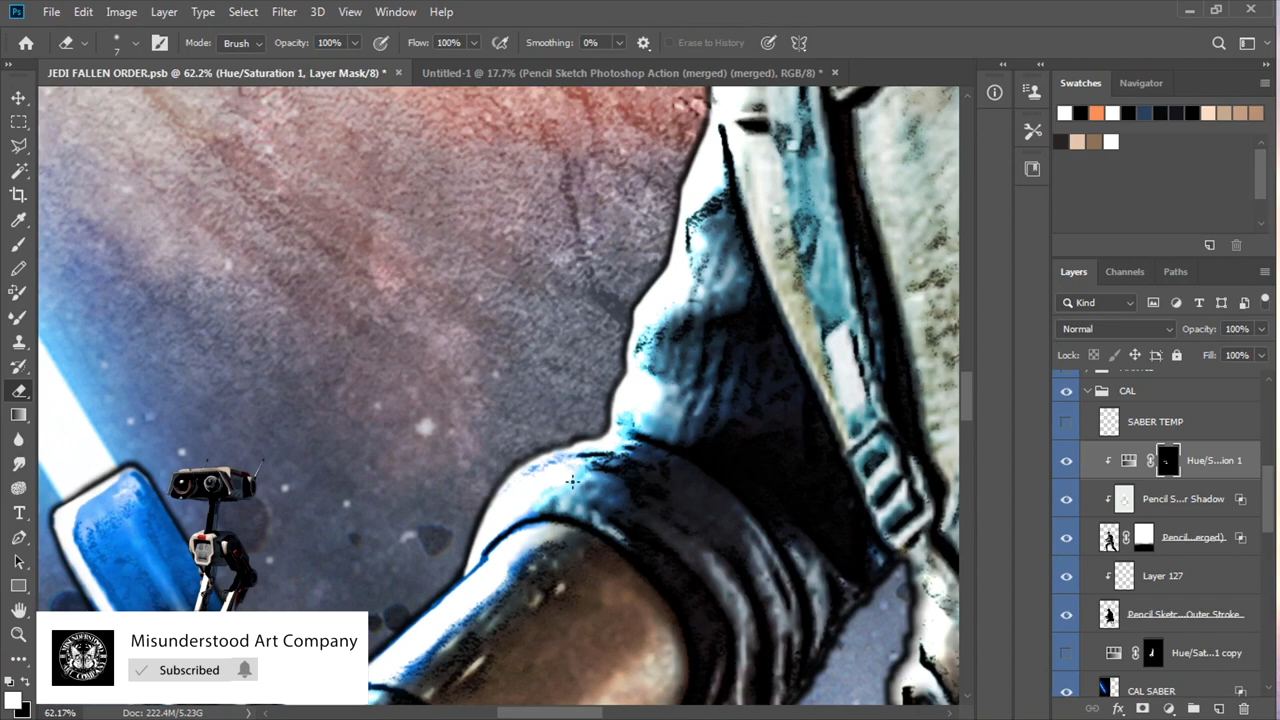 Ps File Edit Image Layer Type Select Filter 3D View Window Help
7 Mode: Brush Opacity: 100% Flow: 100% Smoothing: 0% Erase to History
JEDI FALLEN ORDER.psb @ 62.2% (Hue/Saturation 1, Layer Mask/8) * × Untitled-1 @ 17.7% (Pencil Sketch Photoshop Action (merged) (merged), RGB/8) * ×
Swatches Navigator
Layers Channels Paths
Kind
Normal Opacity: 100%
Lock: Fill: 100%
CAL
SABER TEMP
Hue/S...ion 1
Pencil S...r Shadow
Pencil...erged)
Layer 127
Pencil Sketc...Outer Stroke
Hue/Sat...1 copy
CAL SABER
Misunderstood Art Company
Subscribed
62.17% Doc: 222.4M/5.23G